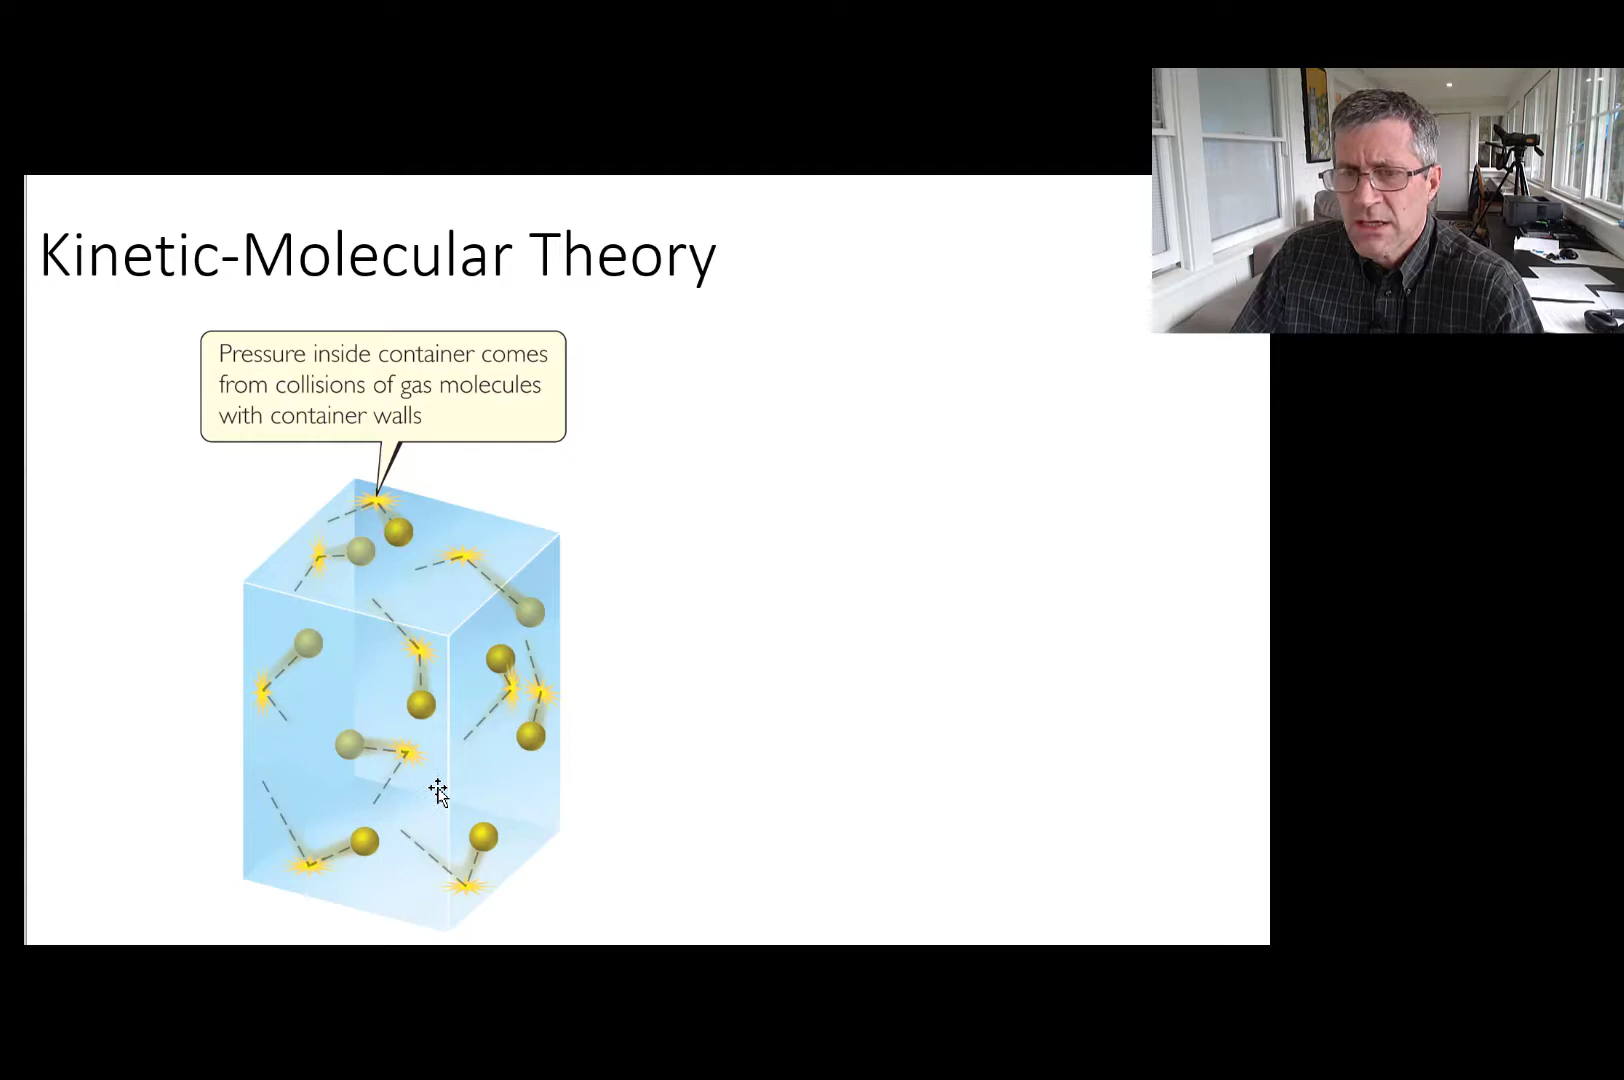 Kinetic-Molecular Theory
Pressure inside container comes
from collisions of gas molecules
with container walls